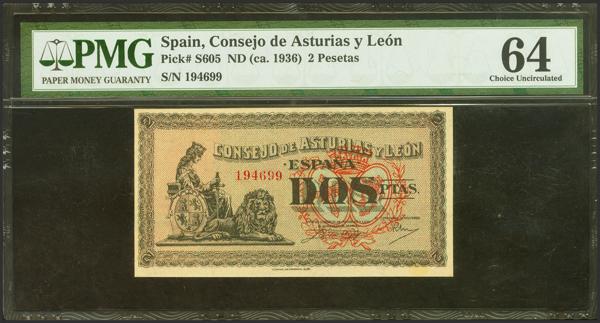 PMG
PAPER MONEY GUARANTY
Spain, Consejo de Asturias y León
Pick# S605 ND (ca. 1936) 2 Pesetas
S/N 194699
64
Choice Uncirculated
CONSEJO DE ASTURIAS Y LEÓN
ESPAÑA
194699
DOS PTAS.